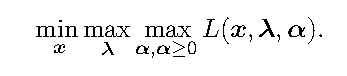 min max max L(x, λ, α).
x λ α,α≥0